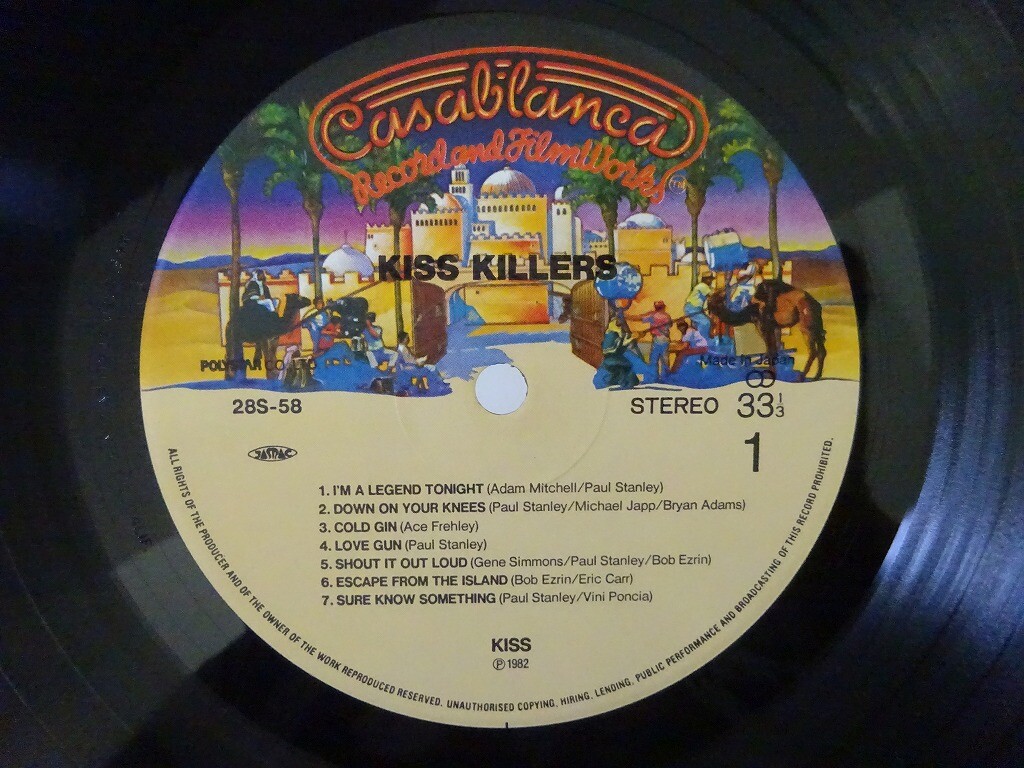 Casablanca
Record and FilmWorks TM
KISS KILLERS
POLYSTAR CO., LTD.
Made in Japan
28S-58
STEREO 33 1/3
1
JASRAC
1. I'M A LEGEND TONIGHT (Adam Mitchell/Paul Stanley)
2. DOWN ON YOUR KNEES (Paul Stanley/Michael Japp/Bryan Adams)
3. COLD GIN (Ace Frehley)
4. LOVE GUN (Paul Stanley)
5. SHOUT IT OUT LOUD (Gene Simmons/Paul Stanley/Bob Ezrin)
6. ESCAPE FROM THE ISLAND (Bob Ezrin/Eric Carr)
7. SURE KNOW SOMETHING (Paul Stanley/Vini Poncia)
KISS
Ⓟ 1982
ALL RIGHTS OF THE PRODUCER AND OF THE OWNER OF THE WORK REPRODUCED RESERVED. UNAUTHORISED COPYING, HIRING, LENDING, PUBLIC PERFORMANCE AND BROADCASTING OF THIS RECORD PROHIBITED.